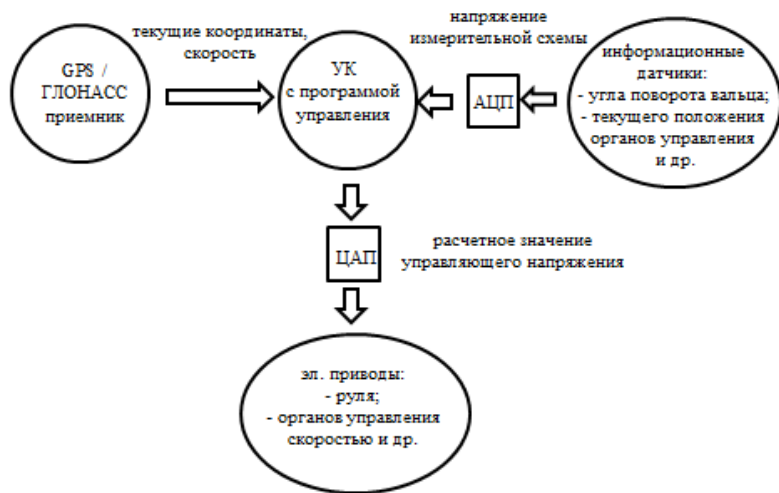 текущие координаты,
скорость
GPS /
ГЛОНАСС
приемник
УК
с программой
управления
напряжение
измерительной схемы
АЦП
информационные
датчики:
- угла поворота вальца;
- текущего положения
органов управления
и др.
ЦАП
расчетное значение
управляющего напряжения
эл. приводы:
- руля;
- органов управления
скоростью и др.